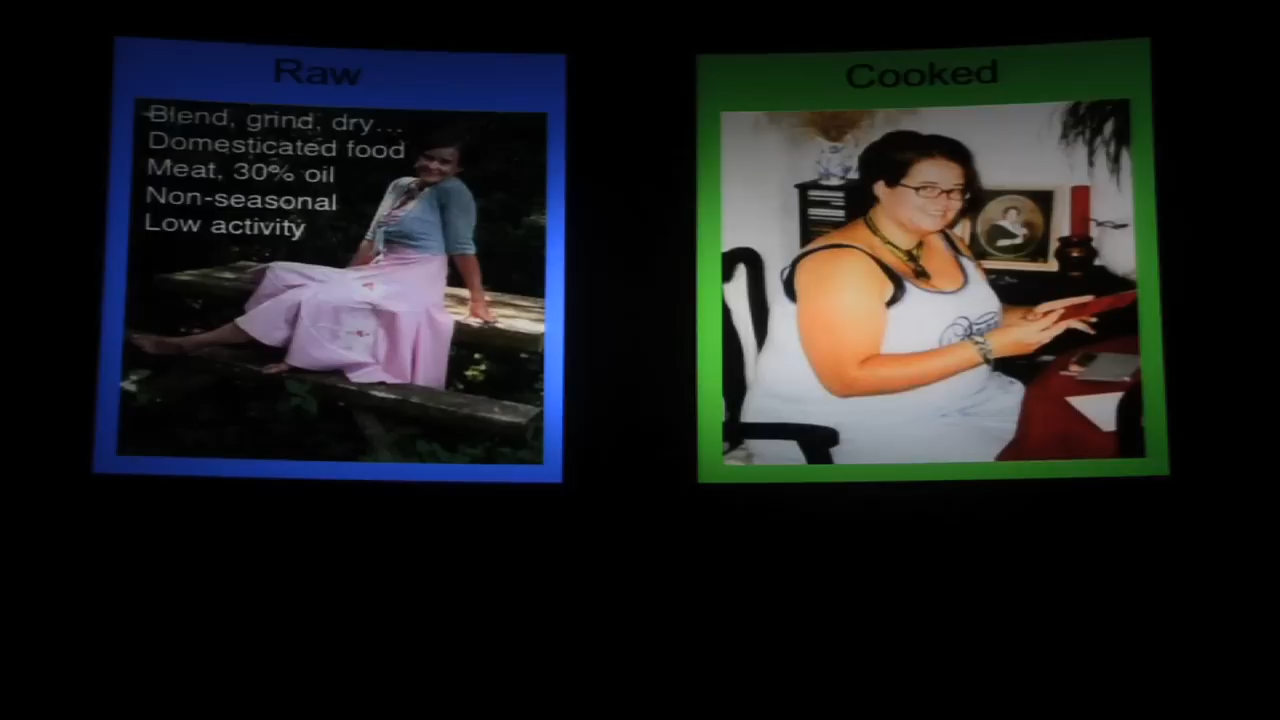 Raw
Blend, grind, dry...
Domesticated food
Meat, 30% oil
Non-seasonal
Low activity
Cooked